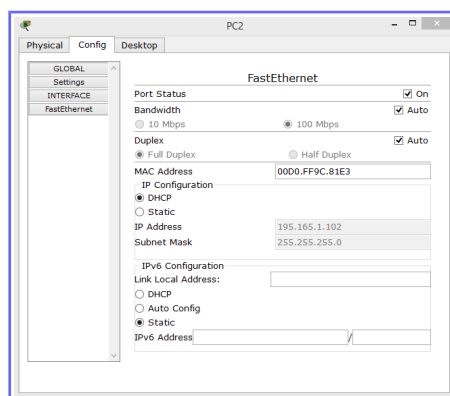 PC2
Physical Config Desktop
GLOBAL
Settings
INTERFACE
FastEthernet
FastEthernet
Port Status On
Bandwidth Auto
10 Mbps 100 Mbps
Duplex Auto
Full Duplex Half Duplex
MAC Address 00D0.FF9C.81E3
IP Configuration
DHCP
Static
IP Address 195.165.1.102
Subnet Mask 255.255.255.0
IPv6 Configuration
Link Local Address:
DHCP
Auto Config
Static
IPv6 Address /